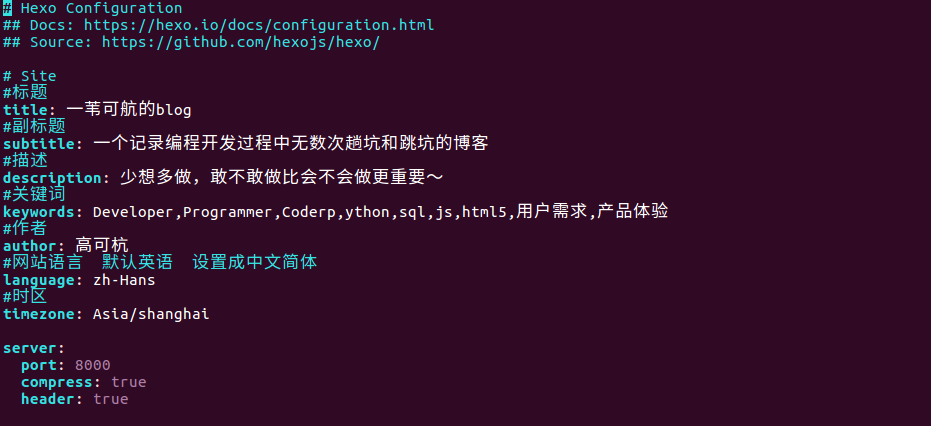 # Hexo Configuration
## Docs: https://hexo.io/docs/configuration.html
## Source: https://github.com/hexojs/hexo/

# Site
#标题
title: 一苇可航的blog
#副标题
subtitle: 一个记录编程开发过程中无数次趟坑和跳坑的博客
#描述
description: 少想多做，敢不敢做比会不会做更重要～
#关键词
keywords: Developer,Programmer,Coderp,ython,sql,js,html5,用户需求,产品体验
#作者
author: 高可杭
#网站语言  默认英语  设置成中文简体
language: zh-Hans
#时区
timezone: Asia/shanghai

server:
  port: 8000
  compress: true
  header: true